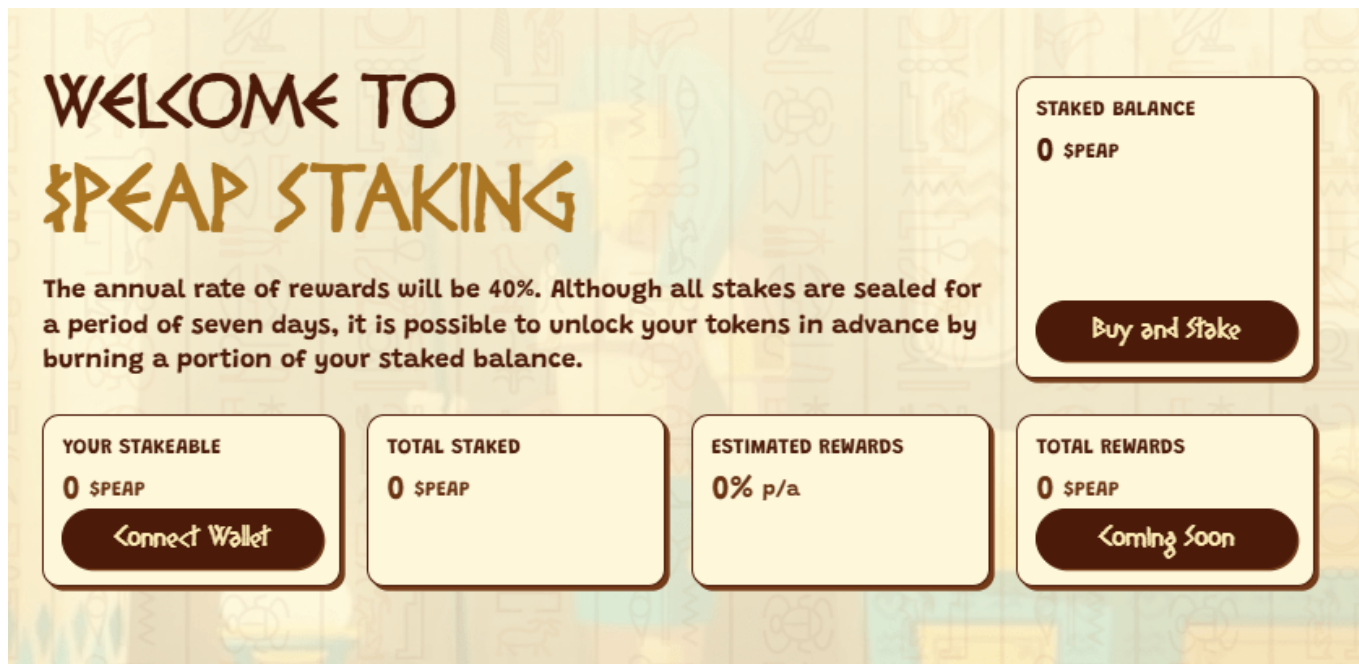 WELCOME TO
$PEAP STAKING
The annual rate of rewards will be 40%. Although all stakes are sealed for
a period of seven days, it is possible to unlock your tokens in advance by
burning a portion of your staked balance.
STAKED BALANCE
0 $PEAP
Buy and Stake
YOUR STAKEABLE
0 $PEAP
Connect Wallet
TOTAL STAKED
0 $PEAP
ESTIMATED REWARDS
0% p/a
TOTAL REWARDS
0 $PEAP
Coming Soon